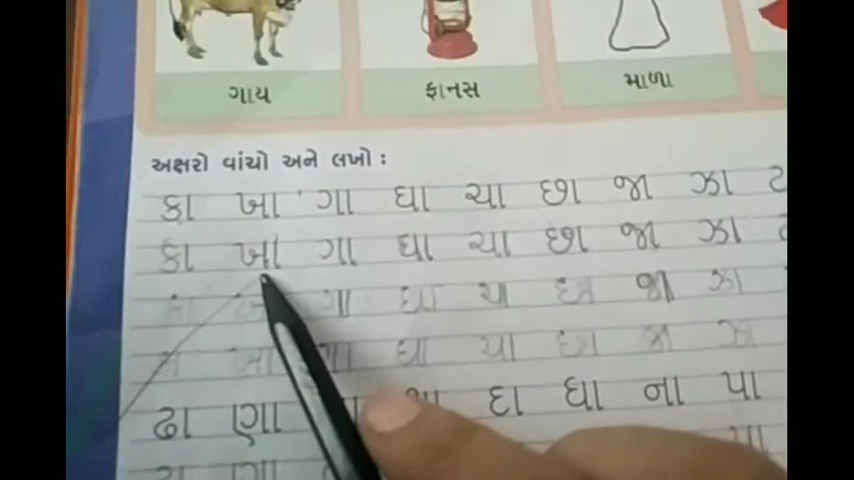 ગાય ફાનસ માળા
અક્ષરો વાંચો અને લખો :
કા ખા ગા ઘા ચા છા જા ઝા
કા ખા ગા ઘા ચા છા જા ઝા
ગા ઘા ચા છા જા ઝા
ખા ગા ઘા ચા છા જા ઝા
ઢા ણા થા દા ધા ના પા
ણા પા